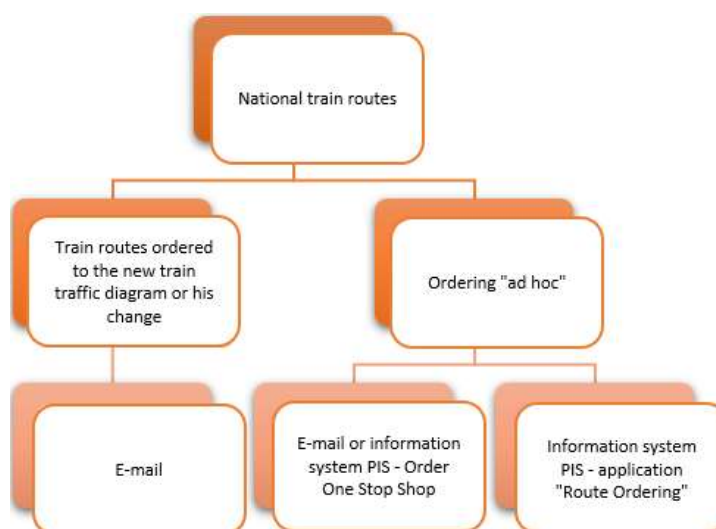 National train routes
Train routes ordered
to the new train
traffic diagram or his
change
Ordering "ad hoc"
E-mail
E-mail or information
system PIS - Order
One Stop Shop
Information system
PIS - application
"Route Ordering"